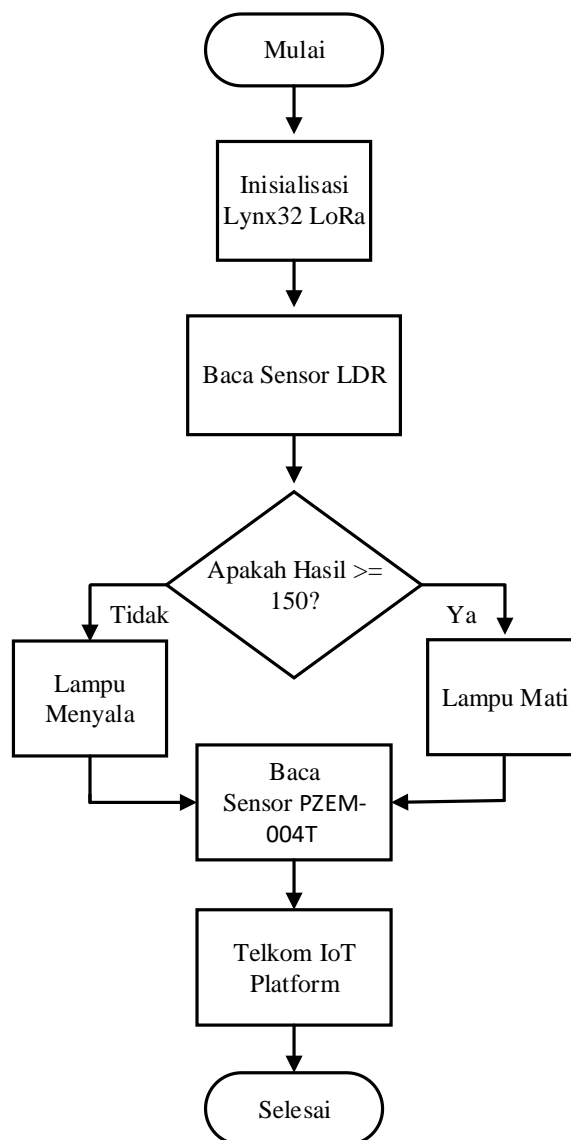 Mulai
Inisialisasi
Lynx32 LoRa
Baca Sensor LDR
Apakah Hasil >=
150?
Tidak
Ya
Lampu
Menyala
Lampu Mati
Baca
Sensor PZEM-
004T
Telkom IoT
Platform
Selesai